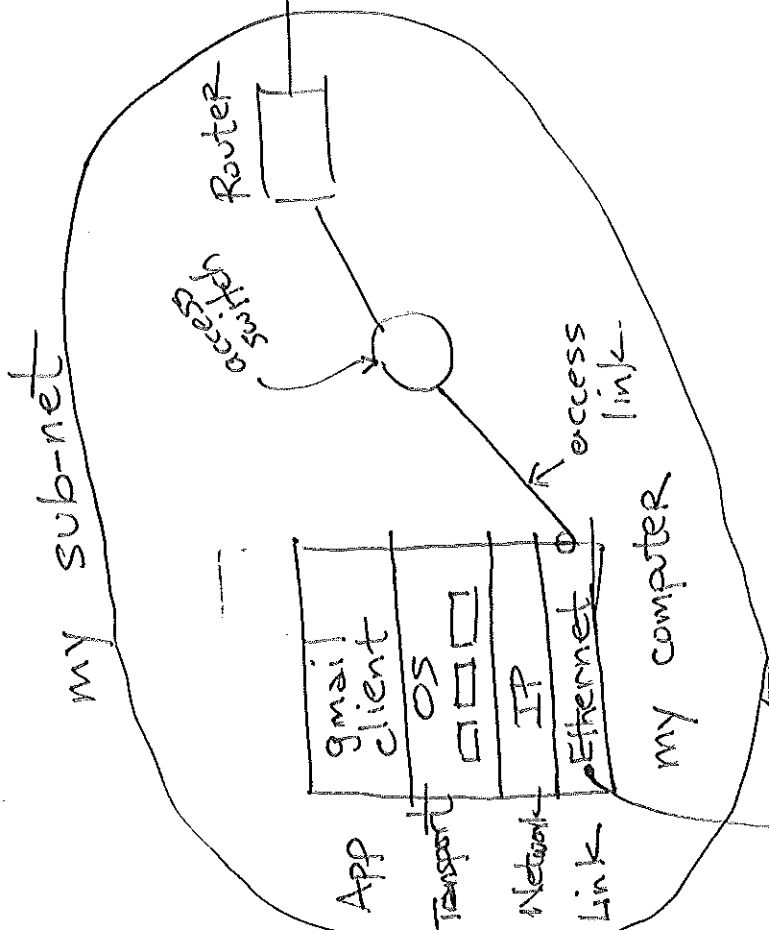 my sub-net
Router
access
switch
access
link
App
gmail
client
Transport
OS
Network
IP
Link
Ethernet
my computer